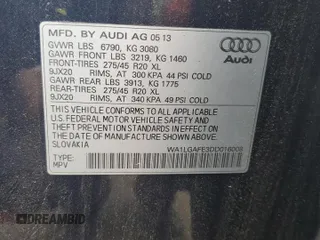 MFD. BY AUDI AG 05 13
GVWR LBS 6790, KG 3080
GAWR FRONT LBS 3219, KG 1460
FRONT-TIRES 275/45 R20 XL
9JX20 RIMS, AT 300 KPA 44 PSI COLD
GAWR REAR LBS 3913, KG 1775
REAR-TIRES 275/45 R20 XL
9JX20 RIMS, AT 340 KPA 49 PSI COLD
Audi
THIS VEHICLE CONFORMS TO ALL APPLICABLE
U.S. FEDERAL MOTOR VEHICLE SAFETY AND
THEFT PREVENTION STANDARDS IN EFFECT ON
THE DATE OF MANUFACTURE SHOWN ABOVE.
SLOVAKIA
WA1LGAFE3DD016008
TYPE:
MPV
DREAMBID